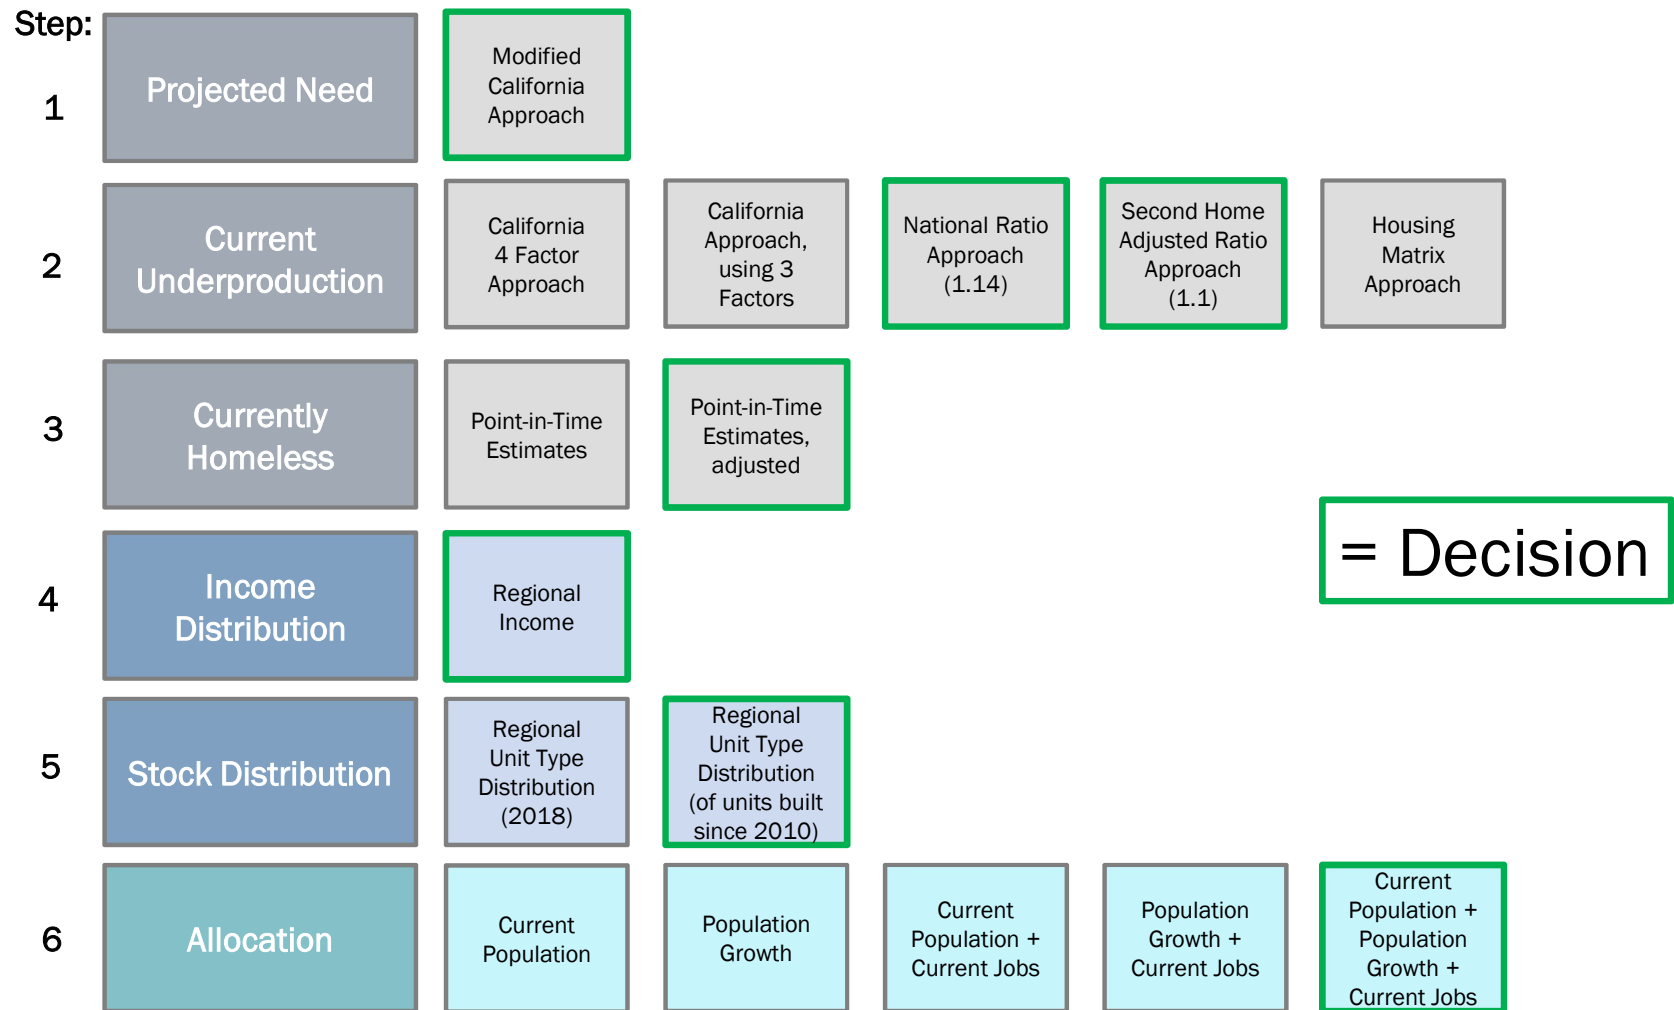 Step:
1
Projected Need
Modified
California
Approach
2
Current
Underproduction
California
4 Factor
Approach
California
Approach,
using 3
Factors
National Ratio
Approach
(1.14)
Second Home
Adjusted Ratio
Approach
(1.1)
Housing
Matrix
Approach
3
Currently
Homeless
Point-in-Time
Estimates
Point-in-Time
Estimates,
adjusted
= Decision
4
Income
Distribution
Regional
Income
5
Stock Distribution
Regional
Unit Type
Distribution
(2018)
Regional
Unit Type
Distribution
(of units built
since 2010)
6
Allocation
Current
Population
Population
Growth
Current
Population +
Current Jobs
Population
Growth +
Current Jobs
Current
Population +
Population
Growth +
Current Jobs